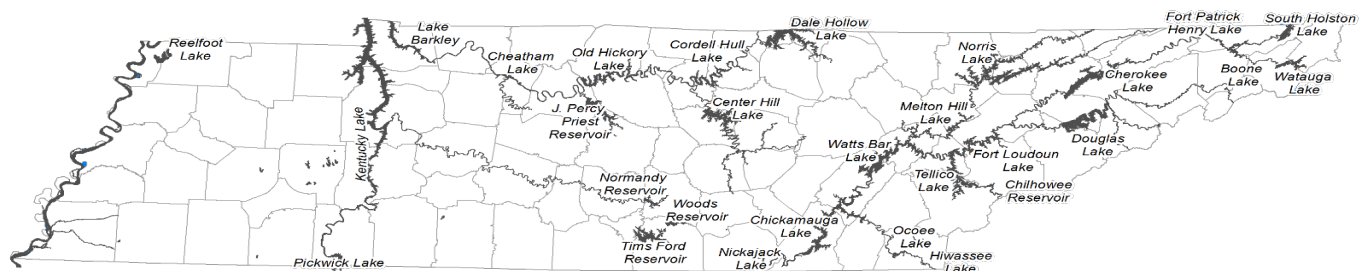 Reelfoot
Lake
Lake
Barkley
Kentucky Lake
Pickwick Lake
Cheatham
Lake
Old Hickory
Lake
J. Percy
Priest
Reservoir
Cordell Hull
Lake
Dale Hollow
Lake
Center Hill
Lake
Normandy
Reservoir
Woods
Reservoir
Tims Ford
Reservoir
Nickajack
Lake
Chickamauga
Lake
Watts Bar
Lake
Melton Hill
Lake
Norris
Lake
Tellico
Lake
Fort Loudoun
Lake
Chilhowee
Reservoir
Ocoee
Lake
Hiwassee
Lake
Douglas
Lake
Cherokee
Lake
Fort Patrick
Henry Lake
South Holston
Lake
Boone
Lake
Watauga
Lake